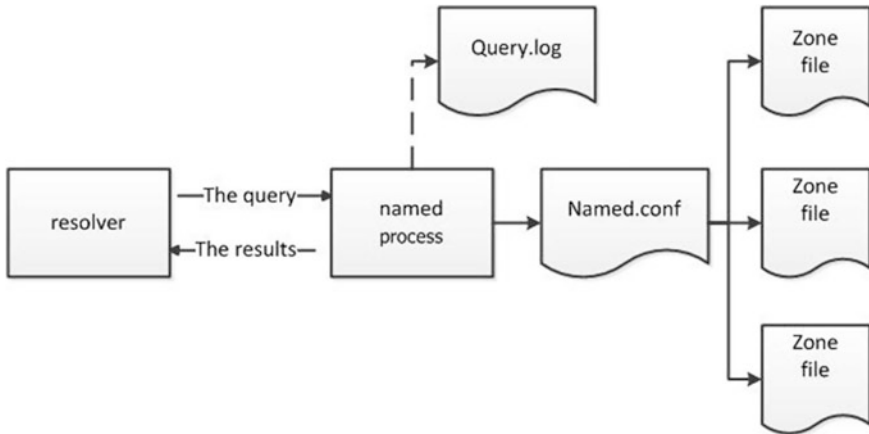 Query.log
Zone
file
resolver
The query
The results
named
process
Named.conf
Zone
file
Zone
file